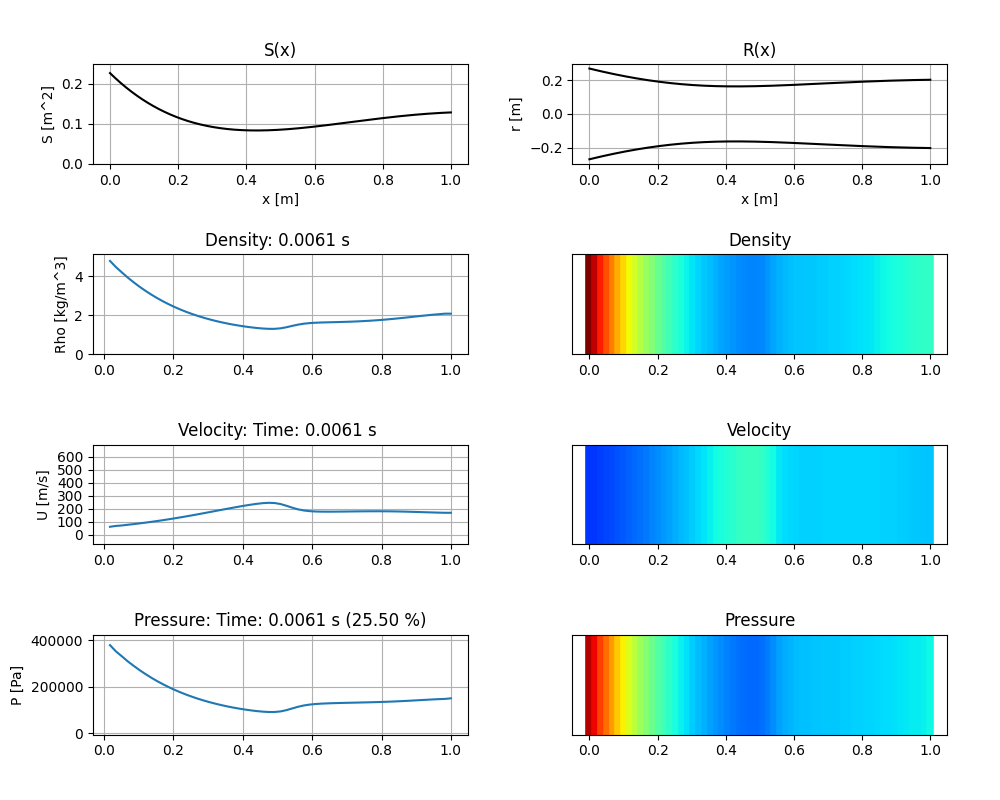 S(x)
S [m^2]
0.2
0.1
0.0
0.0 0.2 0.4 0.6 0.8 1.0
x [m]
R(x)
r [m]
0.2
0.0
−0.2
0.0 0.2 0.4 0.6 0.8 1.0
x [m]
Density: 0.0061 s
Rho [kg/m^3]
4
2
0
0.0 0.2 0.4 0.6 0.8 1.0
Density
0.0 0.2 0.4 0.6 0.8 1.0
Velocity: Time: 0.0061 s
U [m/s]
600
500
400
300
200
100
0
0.0 0.2 0.4 0.6 0.8 1.0
Velocity
0.0 0.2 0.4 0.6 0.8 1.0
Pressure: Time: 0.0061 s (25.50 %)
P [Pa]
400000
200000
0
0.0 0.2 0.4 0.6 0.8 1.0
Pressure
0.0 0.2 0.4 0.6 0.8 1.0